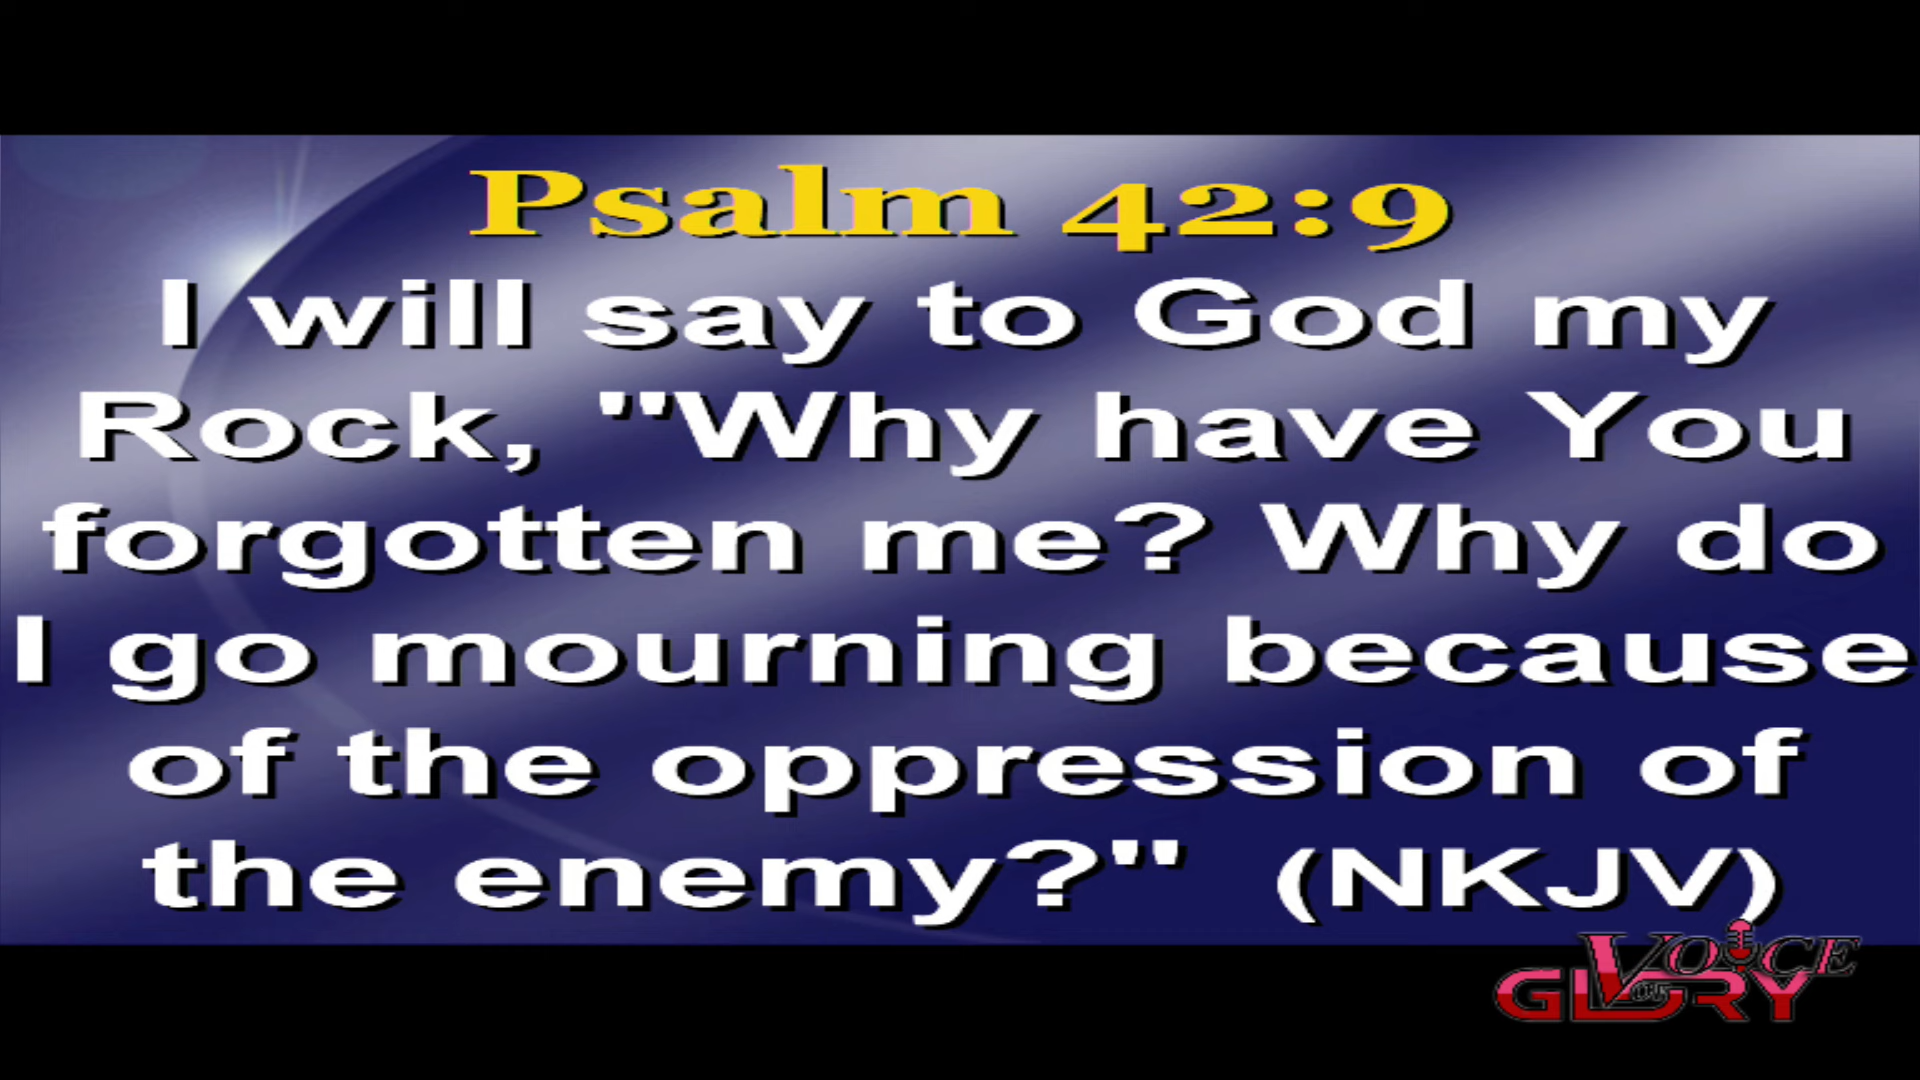 Psalm 42:9
I will say to God my
Rock, "Why have You
forgotten me? Why do
I go mourning because
of the oppression of
the enemy?" (NKJV)
VOICE
OF
GLORY